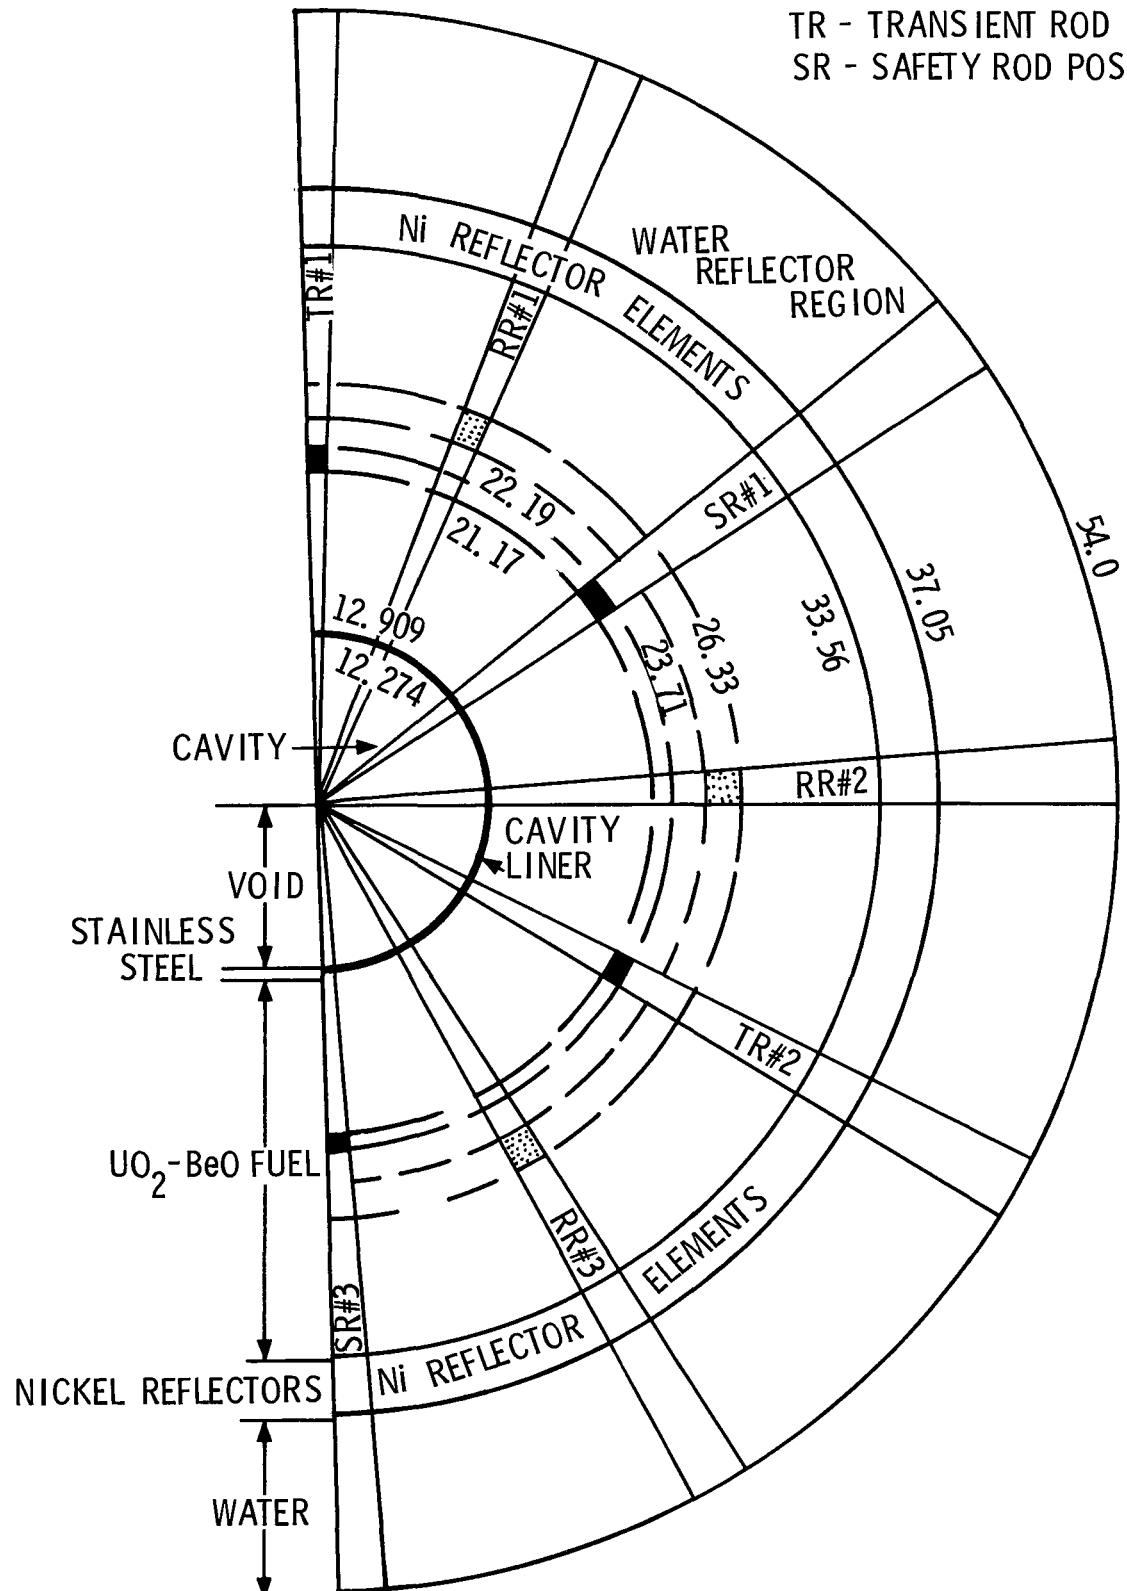 TR - TRANSIENT ROD
SR - SAFETY ROD POS
Ni REFLECTOR ELEMENTS
WATER
REFLECTOR
REGION
TR#1
RR#1
22.19
21.17
SR#1
54.0
37.05
33.56
26.33
23.71
12.909
12.274
CAVITY
RR#2
CAVITY
LINER
VOID
STAINLESS
STEEL
TR#2
UO2-BeO FUEL
RR#3
SR#3
Ni REFLECTOR ELEMENTS
NICKEL REFLECTORS
WATER